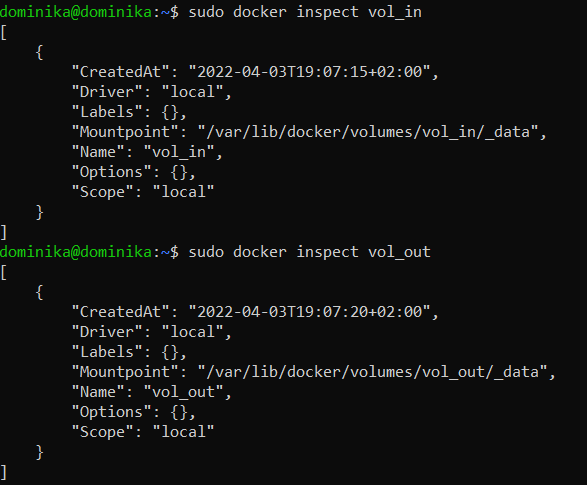 dominika@dominika:~$ sudo docker inspect vol_in
[
    {
        "CreatedAt": "2022-04-03T19:07:15+02:00",
        "Driver": "local",
        "Labels": {},
        "Mountpoint": "/var/lib/docker/volumes/vol_in/_data",
        "Name": "vol_in",
        "Options": {},
        "Scope": "local"
    }
]
dominika@dominika:~$ sudo docker inspect vol_out
[
    {
        "CreatedAt": "2022-04-03T19:07:20+02:00",
        "Driver": "local",
        "Labels": {},
        "Mountpoint": "/var/lib/docker/volumes/vol_out/_data",
        "Name": "vol_out",
        "Options": {},
        "Scope": "local"
    }
]